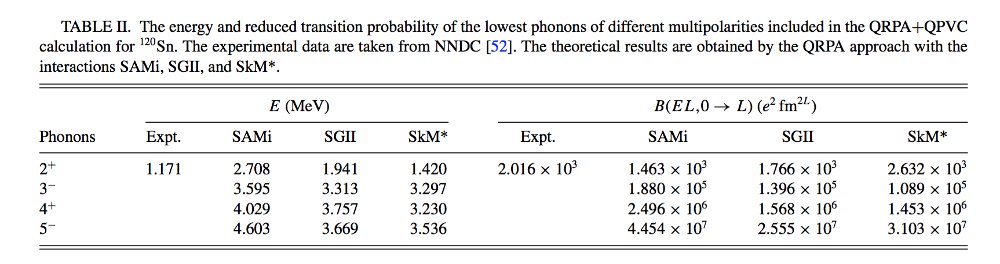 TABLE II. The energy and reduced transition probability of the lowest phonons of different multipolarities included in the QRPA+QPVC
calculation for ¹²⁰Sn. The experimental data are taken from NNDC [52]. The theoretical results are obtained by the QRPA approach with the
interactions SAMi, SGII, and SkM*.
E (MeV) B(EL,0 → L) (e² fm²ᴸ)
Phonons Expt. SAMi SGII SkM* Expt. SAMi SGII SkM*
2⁺ 1.171 2.708 1.941 1.420 2.016 × 10³ 1.463 × 10³ 1.766 × 10³ 2.632 × 10³
3⁻ 3.595 3.313 3.297 1.880 × 10⁵ 1.396 × 10⁵ 1.089 × 10⁵
4⁺ 4.029 3.757 3.230 2.496 × 10⁶ 1.568 × 10⁶ 1.453 × 10⁶
5⁻ 4.603 3.669 3.536 4.454 × 10⁷ 2.555 × 10⁷ 3.103 × 10⁷